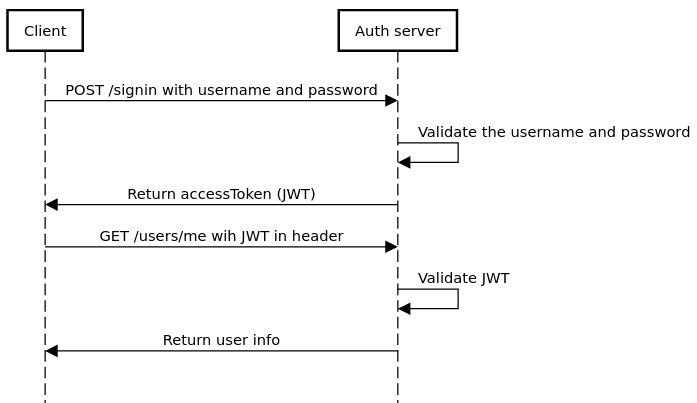 Client
Auth server
POST /signin with username and password
Validate the username and password
Return accessToken (JWT)
GET /users/me wih JWT in header
Validate JWT
Return user info